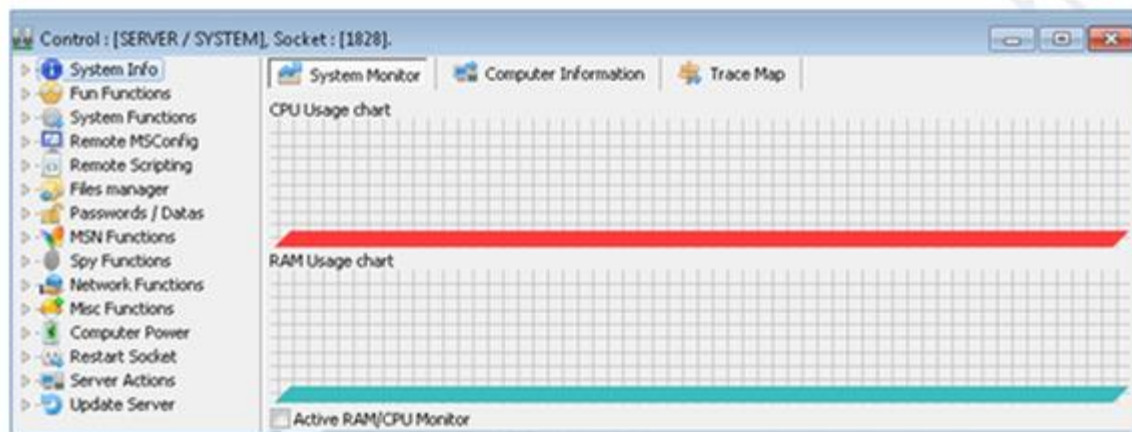 Control : [SERVER / SYSTEM], Socket : [1828].
System Info
Fun Functions
System Functions
Remote MSConfig
Remote Scripting
Files manager
Passwords / Datas
MSN Functions
Spy Functions
Network Functions
Misc Functions
Computer Power
Restart Socket
Server Actions
Update Server
System Monitor
Computer Information
Trace Map
CPU Usage chart
RAM Usage chart
Active RAM/CPU Monitor